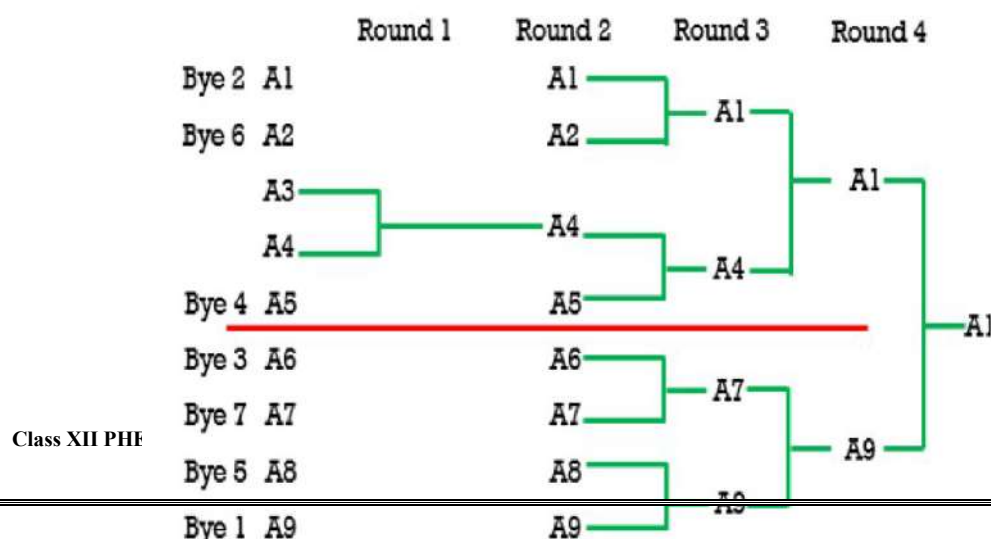 Round 1 Round 2 Round 3 Round 4
Bye 2 A1 A1
A1
Bye 6 A2 A2
A3
A1
A4
A4
A4
Bye 4 A5 A5
A1
Bye 3 A6 A6
A7
Bye 7 A7 A7
Class XII PHE
A9
Bye 5 A8 A8
A9
Bye 1 A9 A9